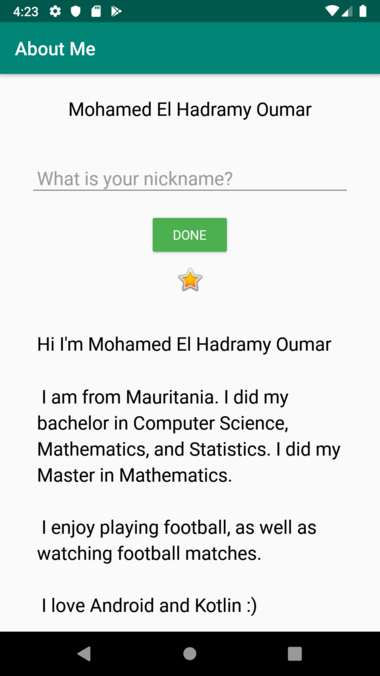 4:23
About Me
Mohamed El Hadramy Oumar
What is your nickname?
DONE
Hi I'm Mohamed El Hadramy Oumar
I am from Mauritania. I did my
bachelor in Computer Science,
Mathematics, and Statistics. I did my
Master in Mathematics.
I enjoy playing football, as well as
watching football matches.
I love Android and Kotlin :)